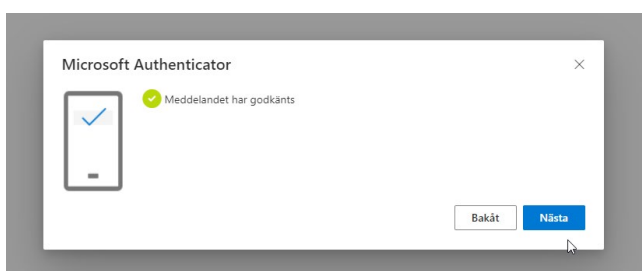 Microsoft Authenticator
Meddelandet har godkänts
Bakåt
Nästa